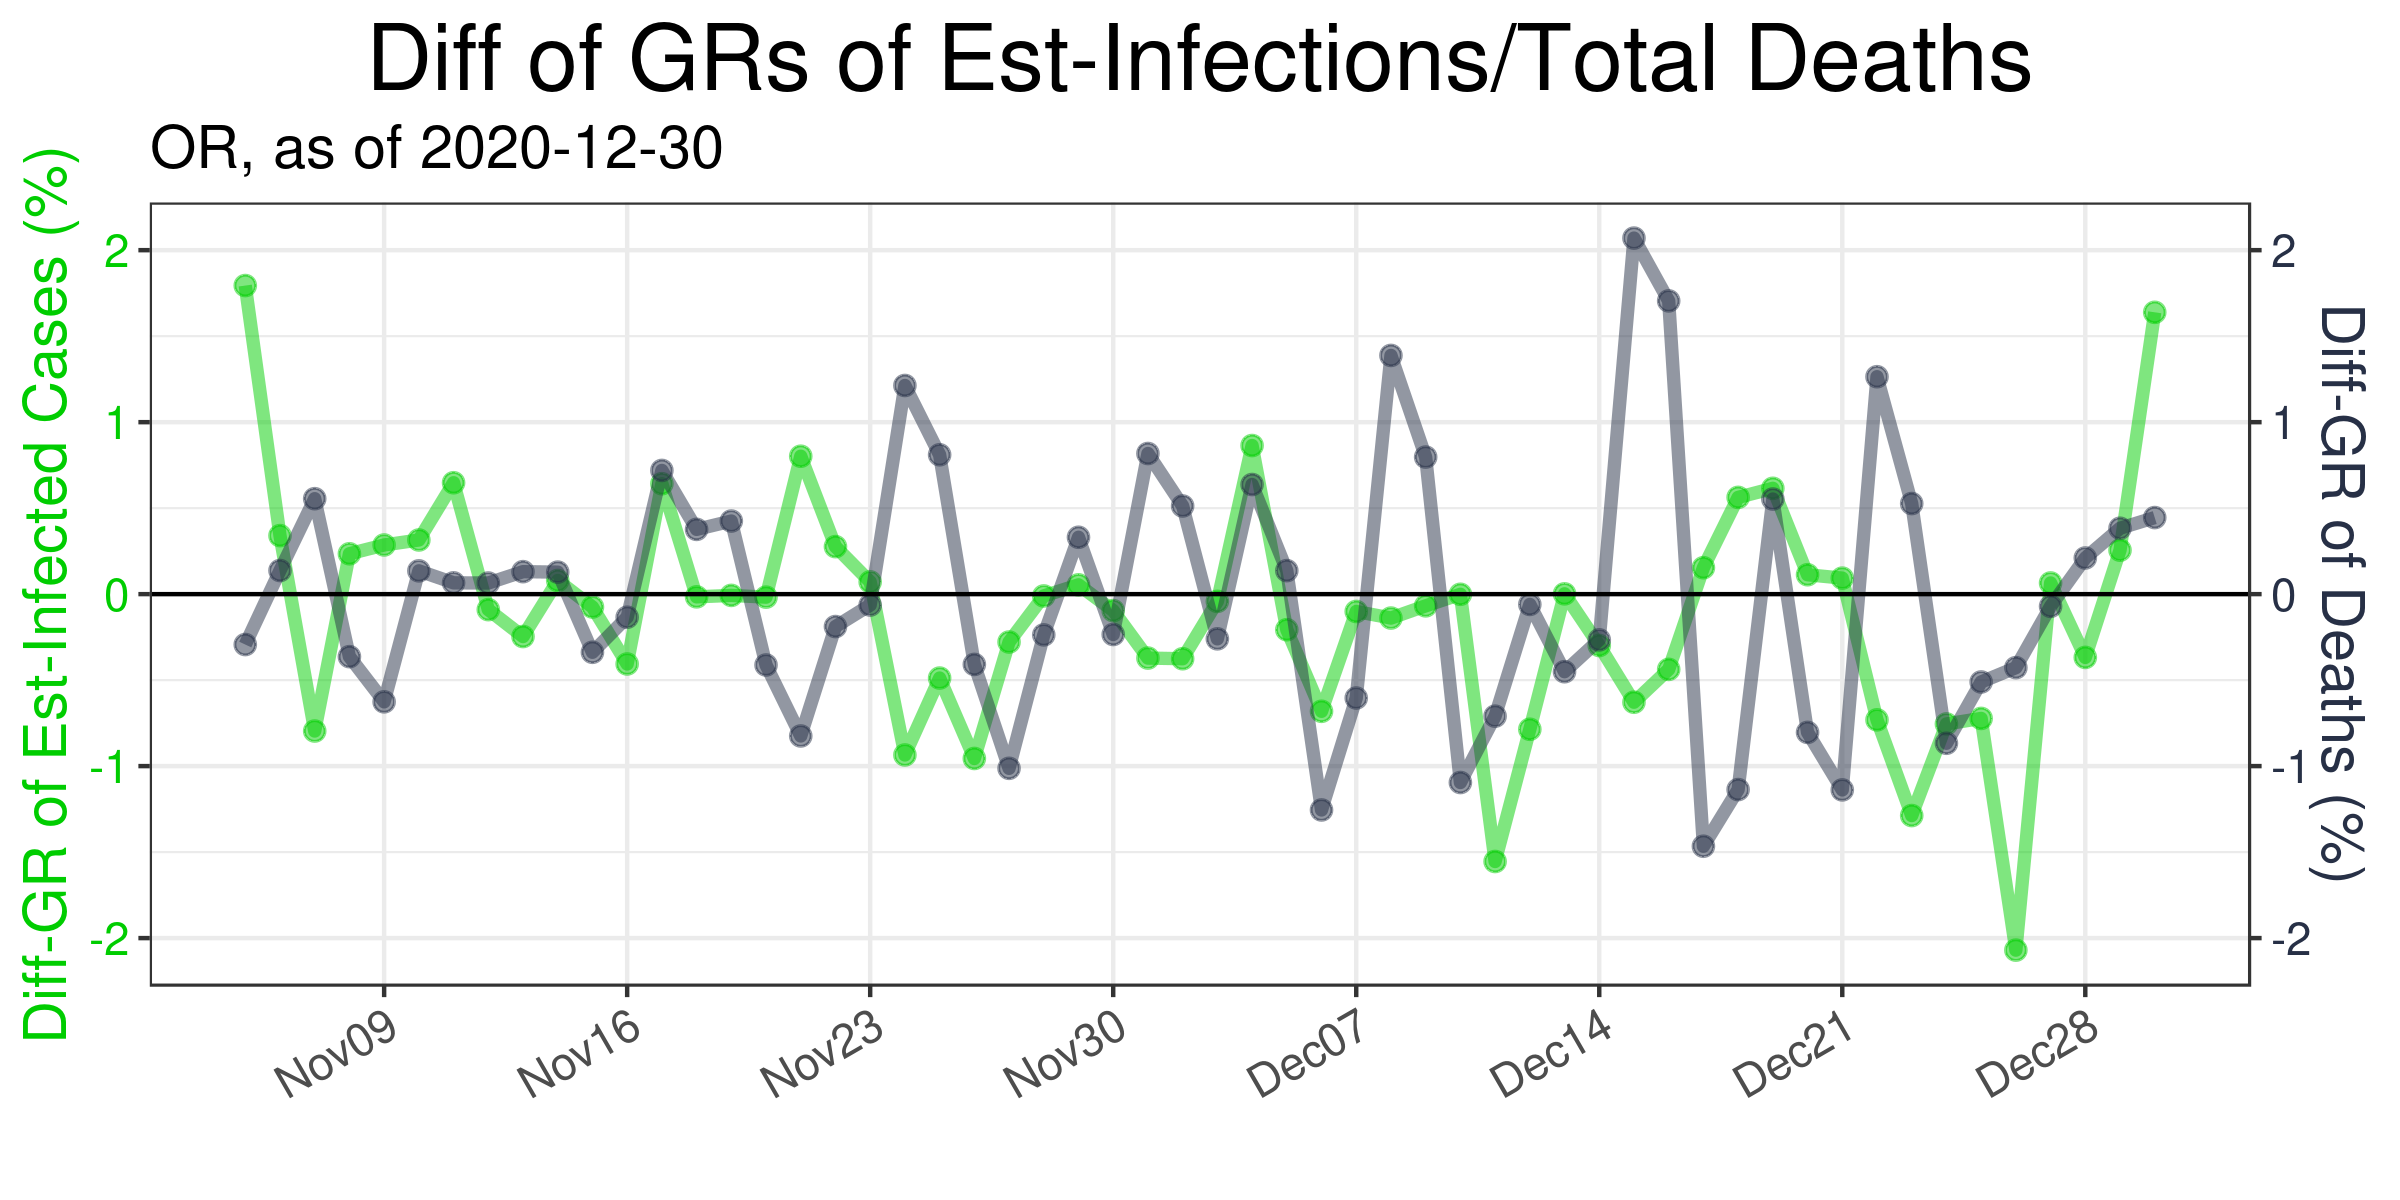 Diff of GRs of Est-Infections/Total Deaths
OR, as of 2020-12-30
Diff-GR of Est-Infected Cases (%)
2
1
0
-1
-2
2
1
0
-1
-2
Diff-GR of Deaths (%)
Nov09
Nov16
Nov23
Nov30
Dec07
Dec14
Dec21
Dec28